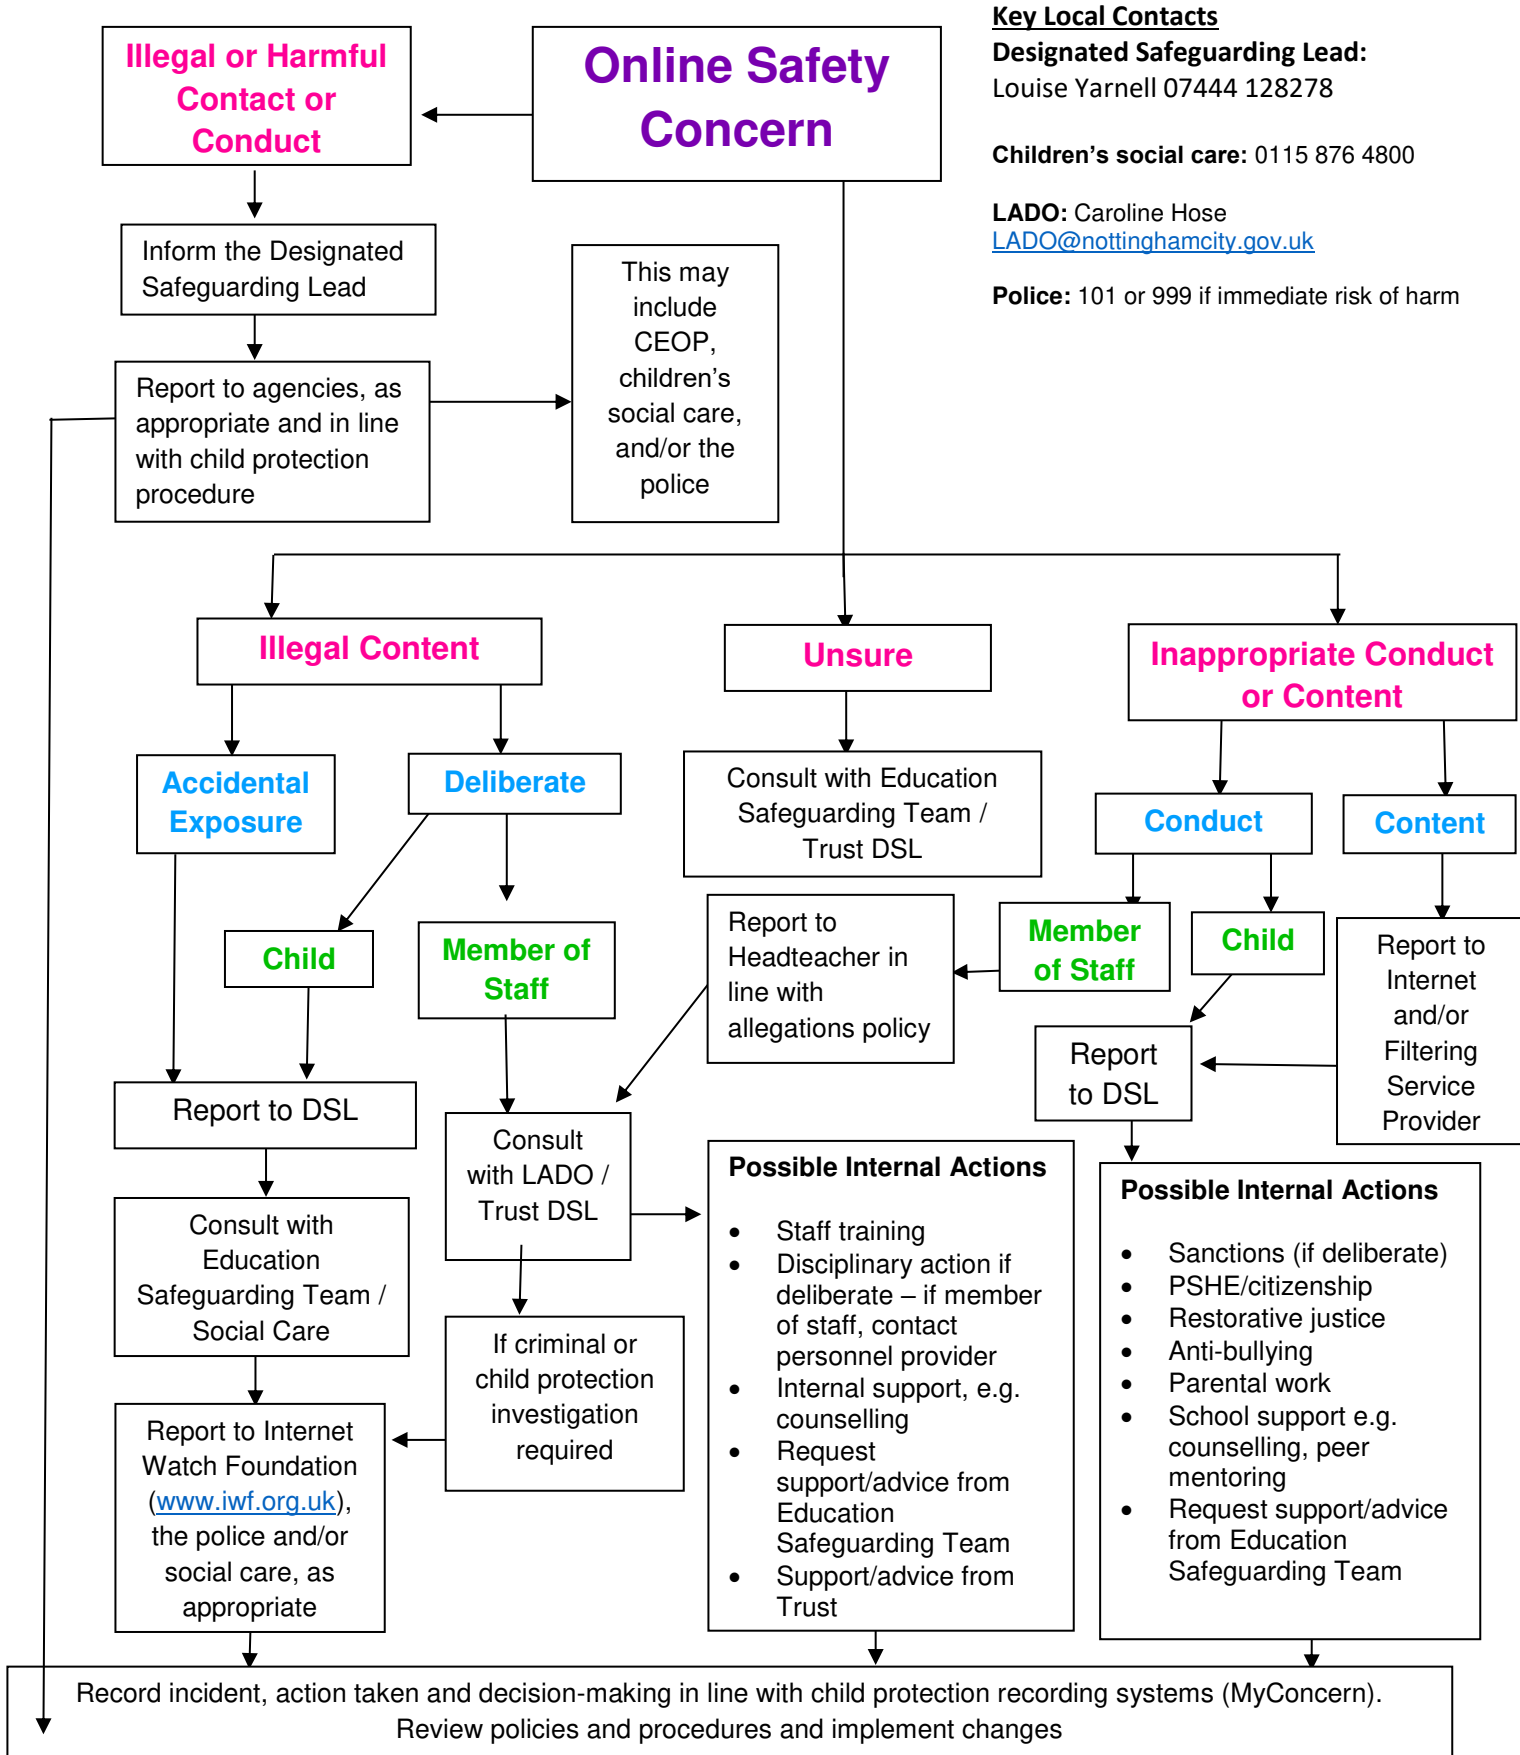 Key Local Contacts
Designated Safeguarding Lead:
Louise Yarnell 07444 128278
Children’s social care: 0115 876 4800
LADO: Caroline Hose
LADO@nottinghamcity.gov.uk
Police: 101 or 999 if immediate risk of harm
Online Safety
Concern
Illegal or Harmful
Contact or
Conduct
Inform the Designated
Safeguarding Lead
Report to agencies, as
appropriate and in line
with child protection
procedure
This may
include
CEOP,
children’s
social care,
and/or the
police
Illegal Content
Unsure
Inappropriate Conduct
or Content
Accidental
Exposure
Deliberate
Consult with Education
Safeguarding Team /
Trust DSL
Conduct
Content
Child
Member of
Staff
Report to
Headteacher in
line with
allegations policy
Member
of Staff
Child
Report to
Internet
and/or
Filtering
Service
Provider
Report to DSL
Consult
with LADO /
Trust DSL
Report
to DSL
Consult with
Education
Safeguarding Team /
Social Care
If criminal or
child protection
investigation
required
Report to Internet
Watch Foundation
(www.iwf.org.uk),
the police and/or
social care, as
appropriate
Possible Internal Actions
• Staff training
• Disciplinary action if
deliberate – if member
of staff, contact
personnel provider
• Internal support, e.g.
counselling
• Request
support/advice from
Education
Safeguarding Team
• Support/advice from
Trust
Possible Internal Actions
• Sanctions (if deliberate)
• PSHE/citizenship
• Restorative justice
• Anti-bullying
• Parental work
• School support e.g.
counselling, peer
mentoring
• Request support/advice
from Education
Safeguarding Team
Record incident, action taken and decision-making in line with child protection recording systems (MyConcern).
Review policies and procedures and implement changes